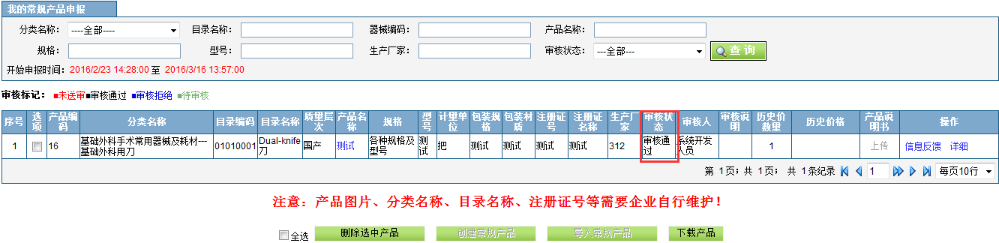 我的常规产品申报
分类名称： ----全部---- 目录名称： 器械编码： 产品名称：
规格： 型号： 生产厂家： 审核状态： ---全部--- 查 询
开始申报时间：2016/2/23 14:28:00 至 2016/3/16 13:57:00
审核标记： ■未送审■审核通过 ■审核拒绝 ■待审核
序号 选项 产品编码 分类名称 目录编码 目录名称 质量层次 产品名称 规格 型号 计量单位 包装规格 包装材质 注册证号 注册证名称 生产厂家 审核状态 审核人 审核说明 历史价数量 历史价格 产品说明书 操作
1 16 基础外科手术常用器械及耗材---基础外科用刀 01010001 Dual-knife刀 国产 测试 各种规格及型号 测试 把 测试 测试 测试 测试 312 审核通过 系统开发人员 1 上传 信息反馈 详细
第 1页；共 1页； 共 1条纪录 1 每页10行
注意：产品图片、分类名称、目录名称、注册证号等需要企业自行维护！
全选 删除选中产品 创建常规产品 导入常规产品 下载产品